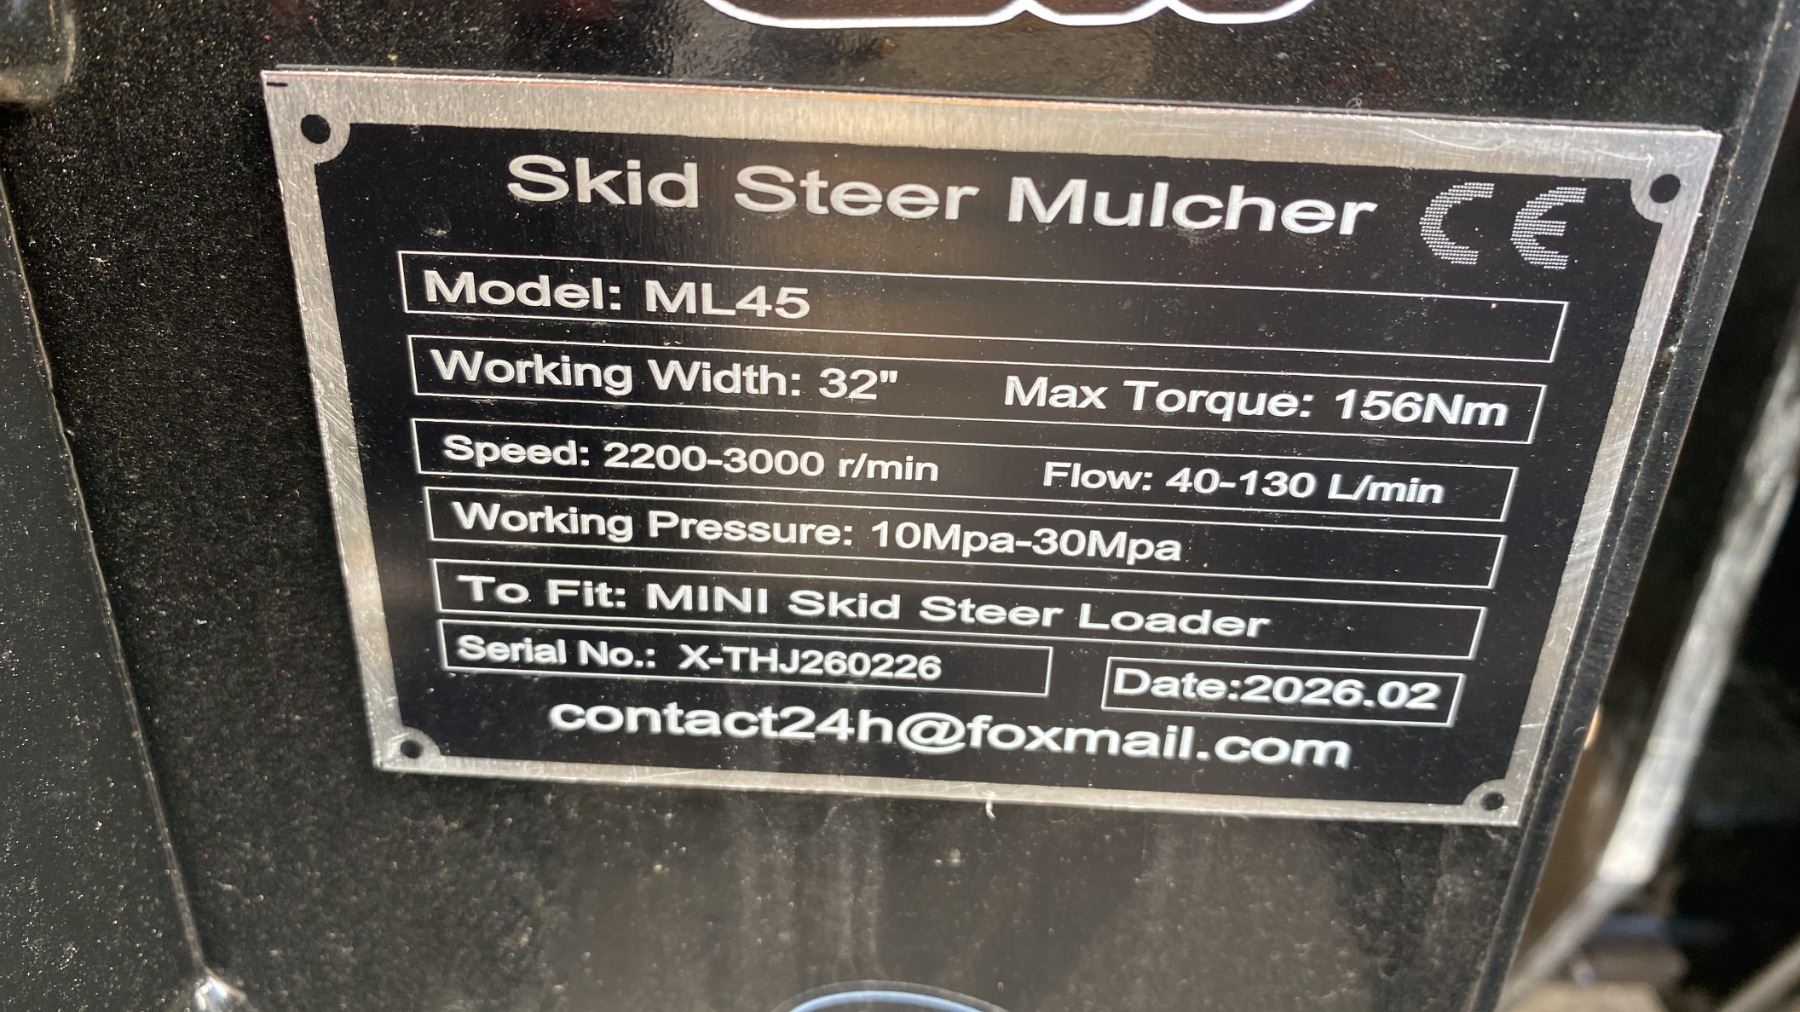 Skid Steer Mulcher CE
Model: ML45
Working Width: 32" Max Torque: 156Nm
Speed: 2200-3000 r/min Flow: 40-130 L/min
Working Pressure: 10Mpa-30Mpa
To Fit: MINI Skid Steer Loader
Serial No.: X-THJ260226 Date:2026.02
contact24h@foxmail.com